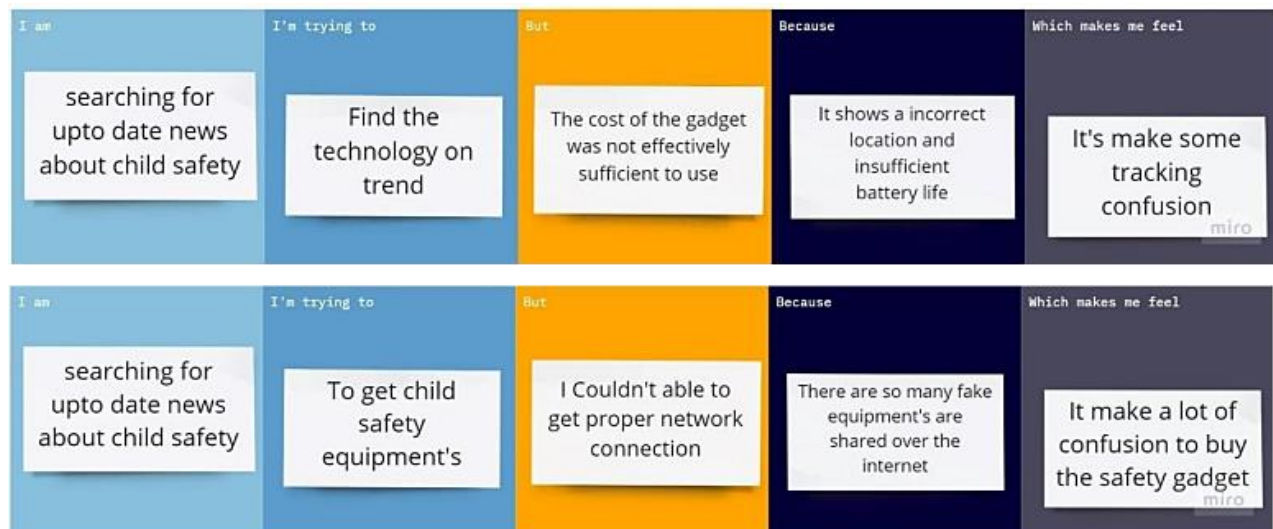 I am
searching for
upto date news
about child safety
I'm trying to
Find the
technology on
trend
But
The cost of the gadget
was not effectively
sufficient to use
Because
It shows a incorrect
location and
insufficient
battery life
Which makes me feel
It's make some
tracking
confusion
miro
I am
searching for
upto date news
about child safety
I'm trying to
To get child
safety
equipment's
But
I Couldn't able to
get proper network
connection
Because
There are so many fake
equipment's are
shared over the
internet
Which makes me feel
It make a lot of
confusion to buy
the safety gadget
miro